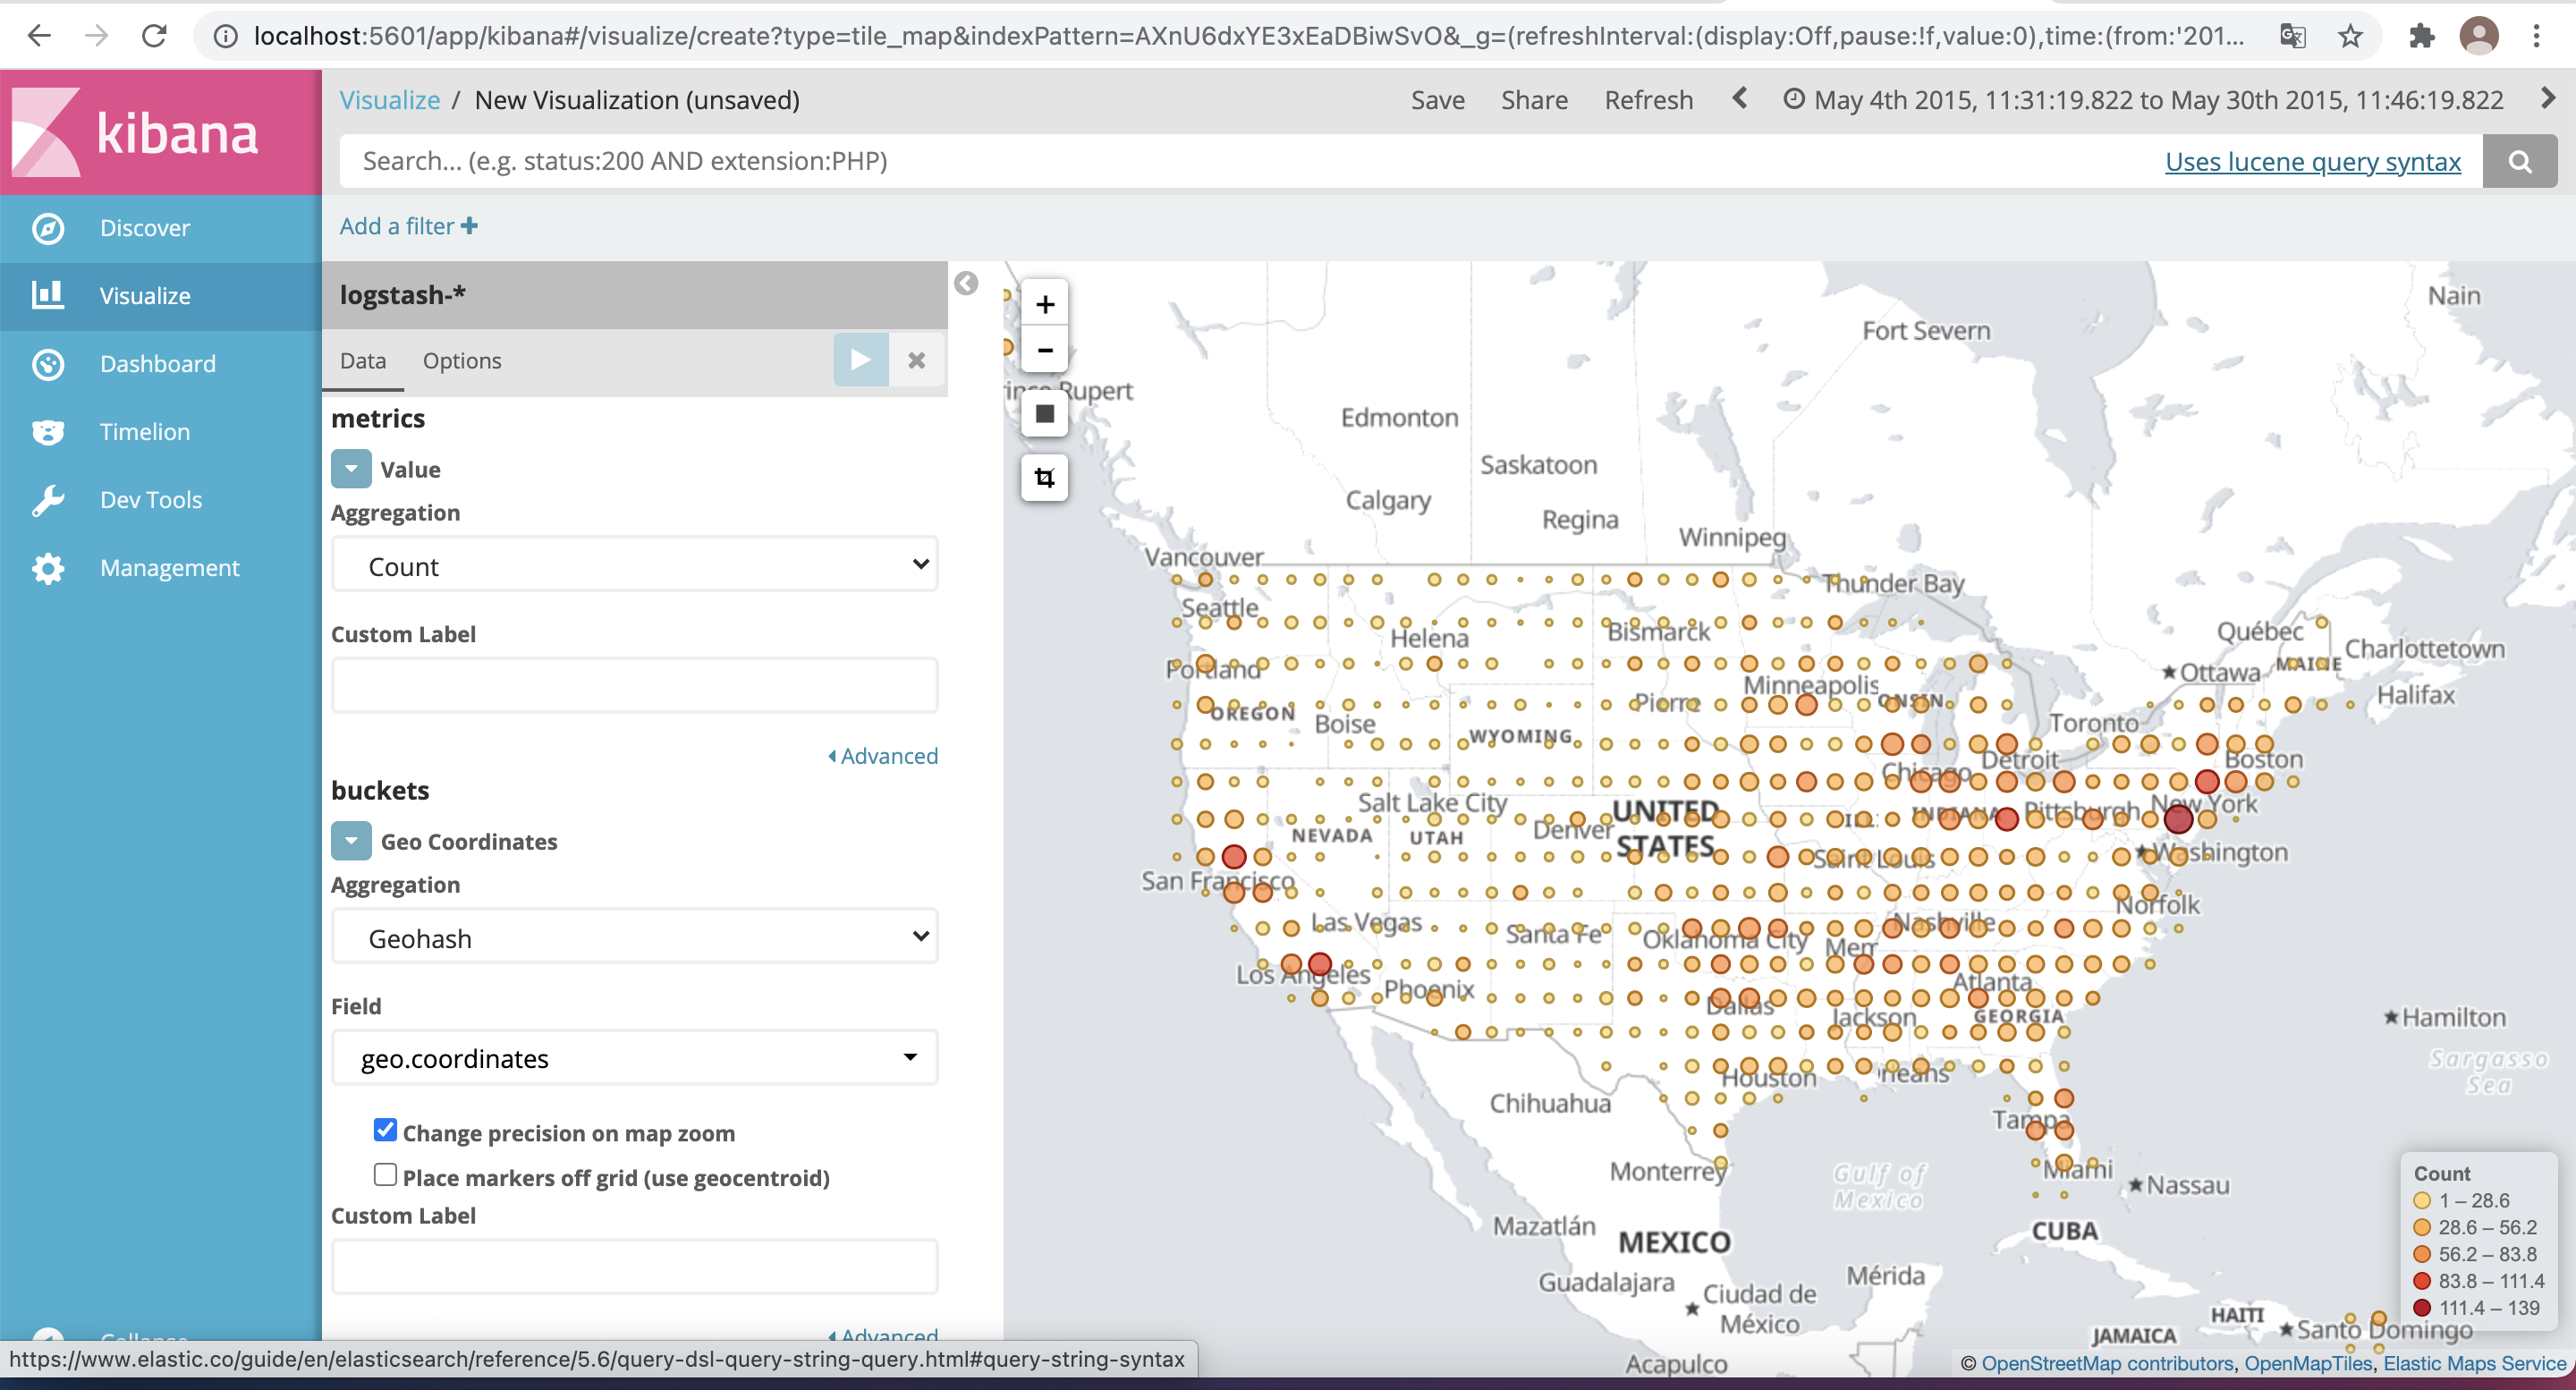 localhost:5601/app/kibana#/visualize/create?type=tile_map&indexPattern=AXnU6dxYE3xEaDBiwSvO&_g=(refreshInterval:(display:Off,pause:!f,value:0),time:(from:'201...
kibana
Visualize / New Visualization (unsaved)
Save Share Refresh May 4th 2015, 11:31:19.822 to May 30th 2015, 11:46:19.822
Search... (e.g. status:200 AND extension:PHP) Uses lucene query syntax
Add a filter +
Discover
Visualize
Dashboard
Timelion
Dev Tools
Management
Collapse
logstash-*
Data Options
metrics
Value
Aggregation
Count
Custom Label
Advanced
buckets
Geo Coordinates
Aggregation
Geohash
Field
geo.coordinates
Change precision on map zoom
Place markers off grid (use geocentroid)
Custom Label
Advanced
+
−
Nain
Fort Severn
Rupert
Edmonton
Saskatoon
Calgary
Regina
Winnipeg
Vancouver
Thunder Bay
Seattle
Helena
Bismarck
Québec
Charlottetown
Portland
Ottawa
MAINE
Minneapolis
Halifax
Pierre
OREGON
Boise
Toronto
WYOMING
Detroit
Boston
Chicago
Salt Lake City
UNITED
STATES
INDIANA
Pittsburgh
New York
NEVADA
UTAH
Denver
ILL.
Saint Louis
Washington
San Francisco
Norfolk
Las Vegas
Santa Fe
Oklahoma City
Nashville
Los Angeles
Phoenix
Atlanta
Dallas
Jackson
GEORGIA
Hamilton
Sargasso
Sea
Houston
Chihuahua
Tampa
Monterrey
Gulf of
Mexico
Miami
Nassau
Mazatlán
MEXICO
CUBA
Guadalajara
Ciudad de
México
Mérida
HAITI
JAMAICA
Santo Domingo
Acapulco
Count
1 – 28.6
28.6 – 56.2
56.2 – 83.8
83.8 – 111.4
111.4 – 139
https://www.elastic.co/guide/en/elasticsearch/reference/5.6/query-dsl-query-string-query.html#query-string-syntax
© OpenStreetMap contributors, OpenMapTiles, Elastic Maps Service